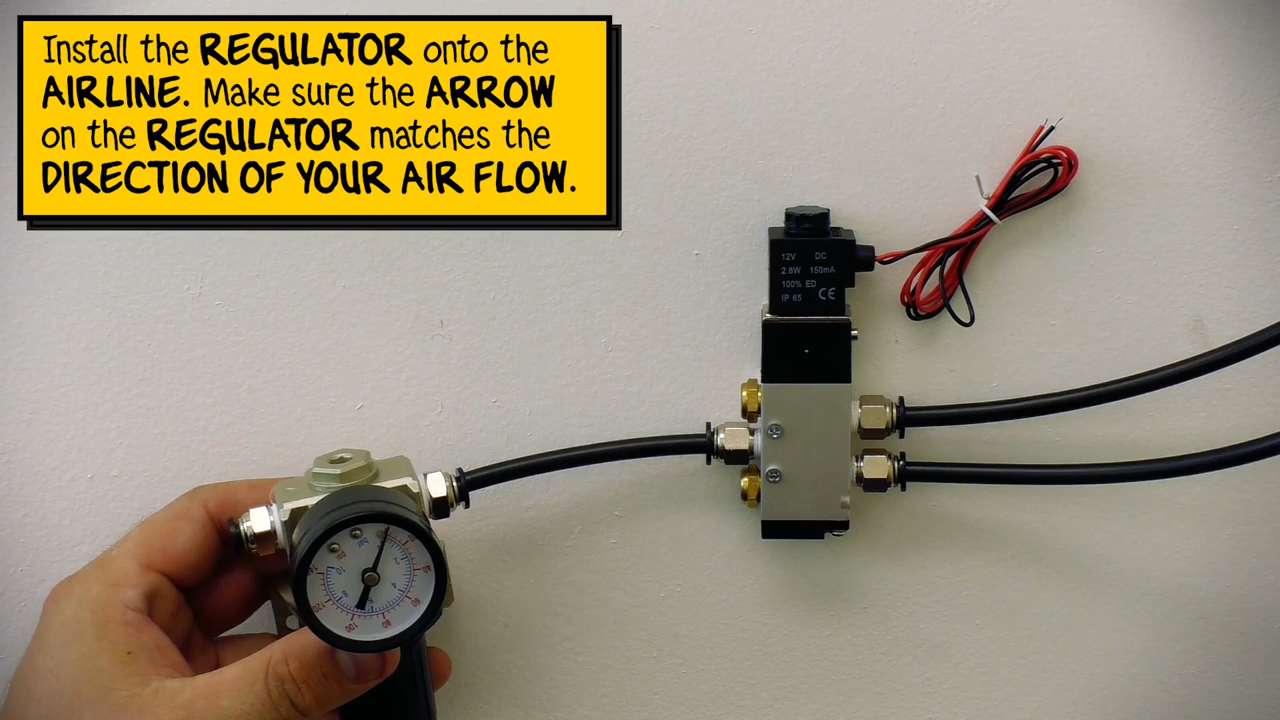 Install the REGULATOR onto the
AIRLINE. Make sure the ARROW
on the REGULATOR matches the
DIRECTION OF YOUR AIR FLOW.
12V DC
2.8W 150mA
100% ED
IP 65 CE